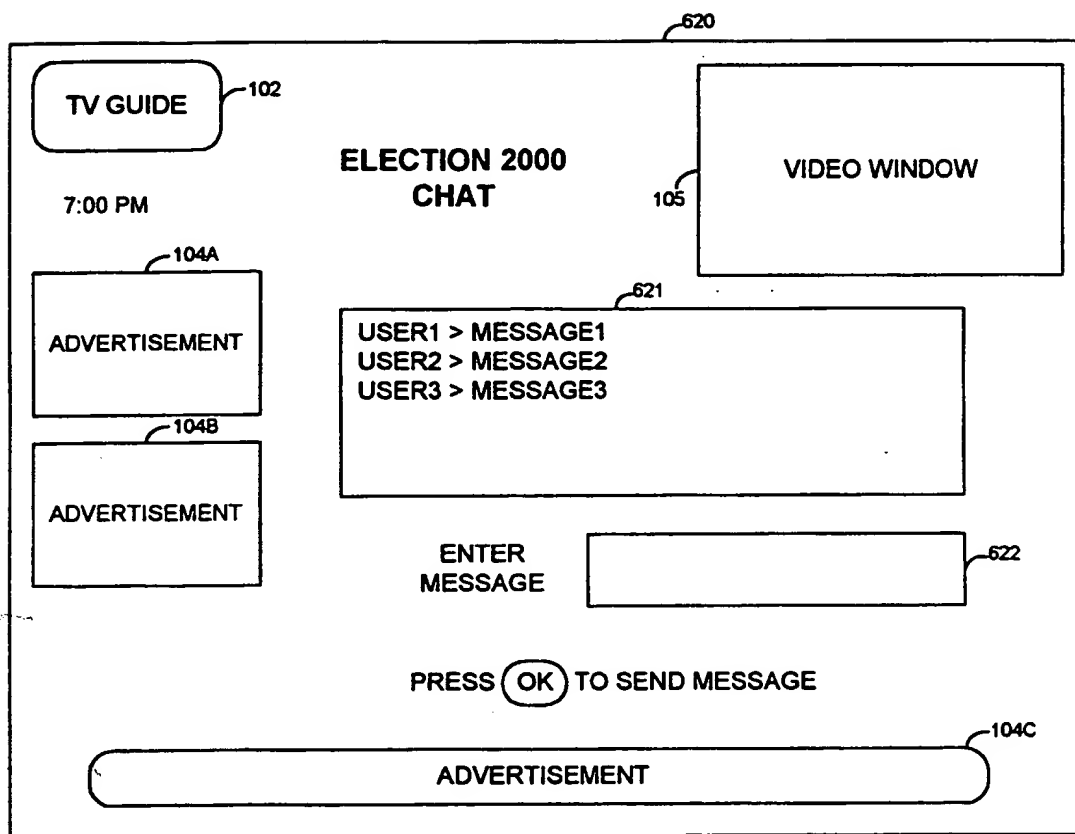 620
TV GUIDE
102
ELECTION 2000
CHAT
VIDEO WINDOW
105
7:00 PM
104A
ADVERTISEMENT
621
USER1 > MESSAGE1
USER2 > MESSAGE2
USER3 > MESSAGE3
104B
ADVERTISEMENT
ENTER
MESSAGE
622
PRESS OK TO SEND MESSAGE
104C
ADVERTISEMENT